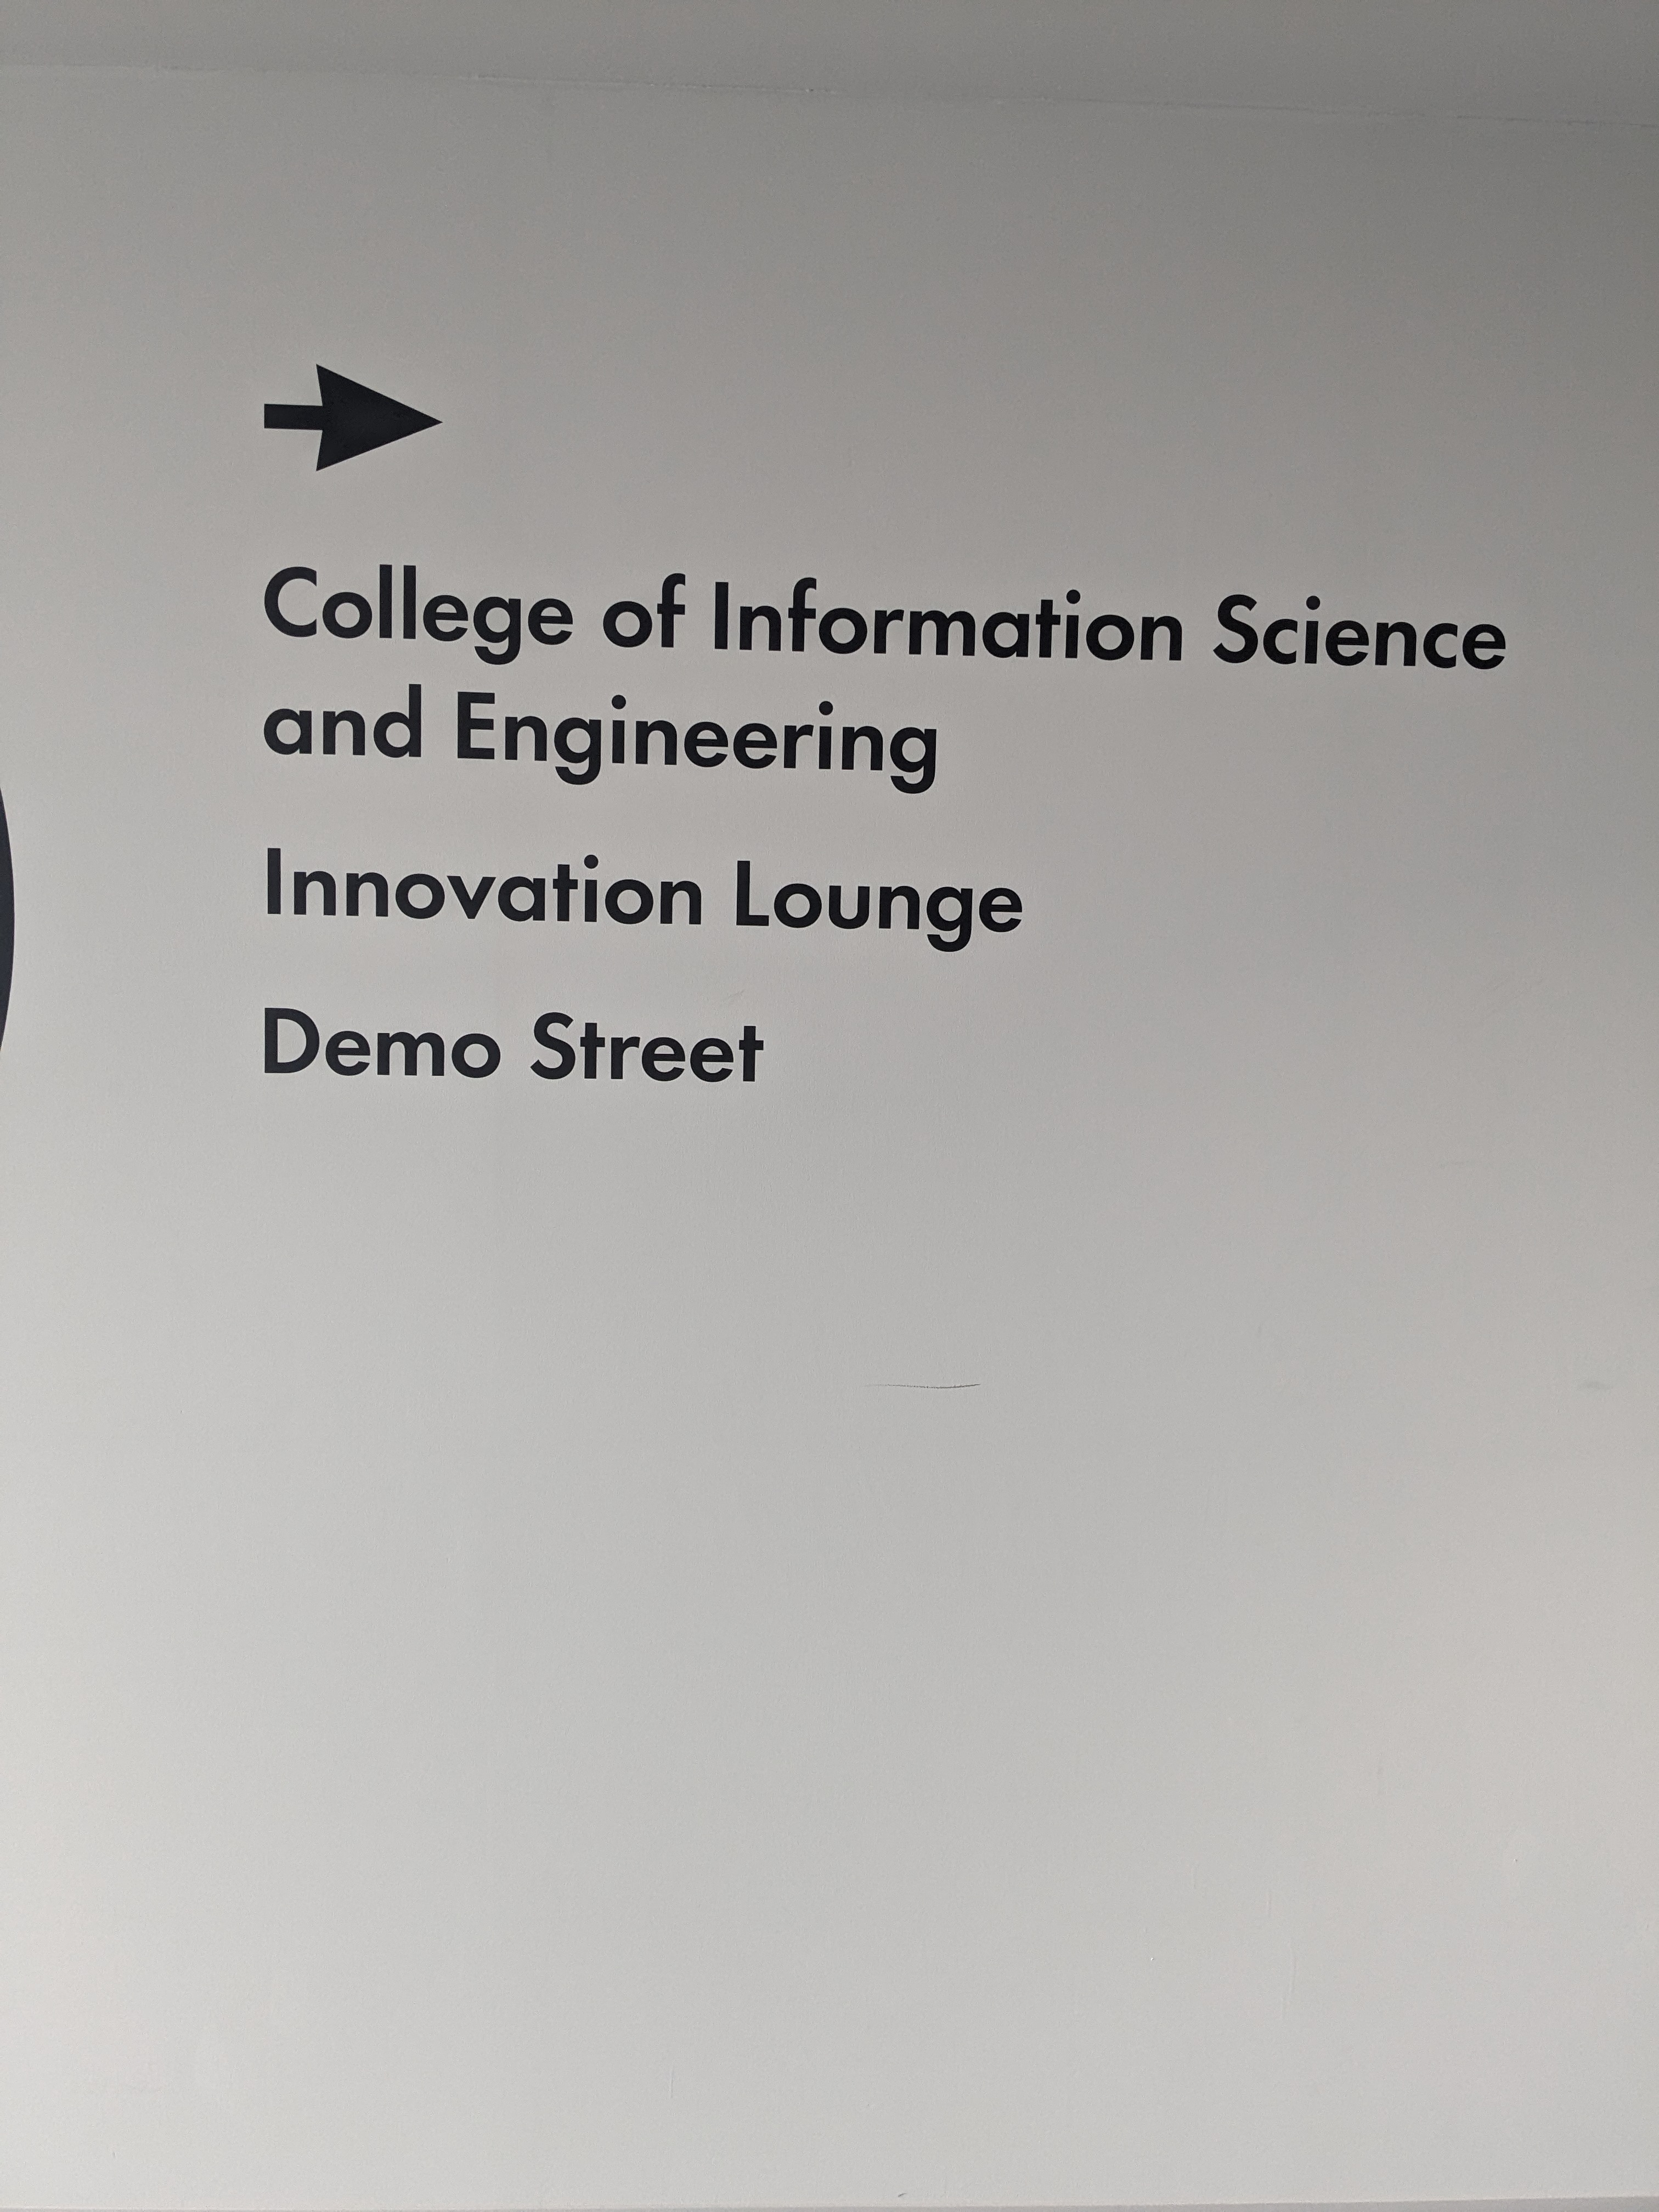 College of Information Science
and Engineering
Innovation Lounge
Demo Street